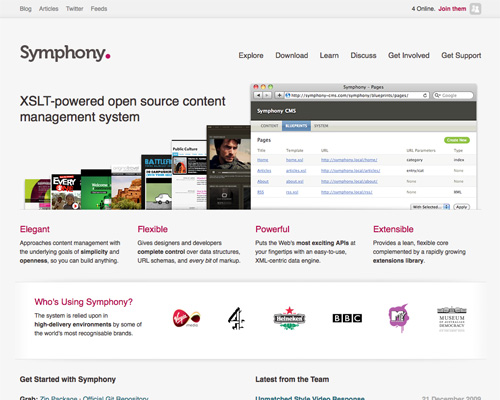 Blog Articles Twitter Feeds
4 Online. Join them
Symphony.
Explore Download Learn Discuss Get Involved Get Support
XSLT-powered open source content
management system
Symphony – Pages
http://symphony-cms.com/symphony/blueprints/pages/
Google
Symphony CMS
CONTENT BLUEPRINTS SYSTEM
Pages
Create New
Title Template URL URL Parameters Type
Home home.xsl http://symphony.local/home/ category index
Articles articles.xsl http://symphony.local/articles/ entry/cat
About about.xsl http://symphony.local/about/
RSS rss.xsl http://symphony.local/rss/ XML
With Selected... Apply
Public Culture
BATTLEFI
EVERY
Elegant
Approaches content management with
the underlying goals of simplicity and
openness, so you can build anything.
Flexible
Gives designers and developers
complete control over data structures,
URL schemas, and every bit of markup.
Powerful
Puts the Web's most exciting APIs at
your fingertips with an easy-to-use,
XML-centric data engine.
Extensible
Provides a lean, flexible core
complemented by a rapidly growing
extensions library.
Who's Using Symphony?
The system is relied upon in
high-delivery environments by some of
the world's most recognisable brands.
Virgin media
4
Heineken
BBC
MUSEUM
OF AUSTRALIAN
DEMOCRACY
Get Started with Symphony
Grab: Zip Package - Official Git Repository
Latest from the Team
Unmatched Style Video Response
21 December 2009